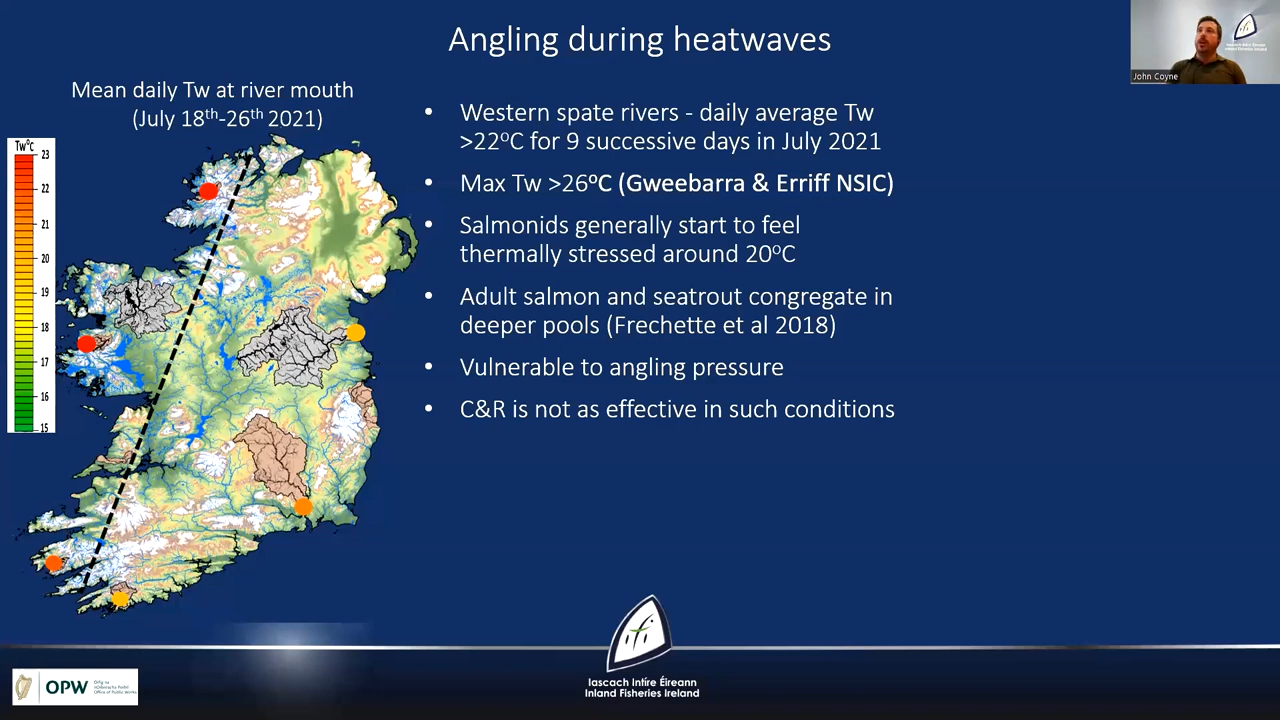 Angling during heatwaves
John Coyne
Mean daily Tw at river mouth
(July 18th-26th 2021)
Tw°C
23
22
21
20
19
18
17
16
15
• Western spate rivers - daily average Tw
>22°C for 9 successive days in July 2021
• Max Tw >26°C (Gweebarra & Erriff NSIC)
• Salmonids generally start to feel
thermally stressed around 20°C
• Adult salmon and seatrout congregate in
deeper pools (Frechette et al 2018)
• Vulnerable to angling pressure
• C&R is not as effective in such conditions
OPW
Oifig na
nOibreacha Poiblí
Office of Public Works
Iascach Intíre Éireann
Inland Fisheries Ireland